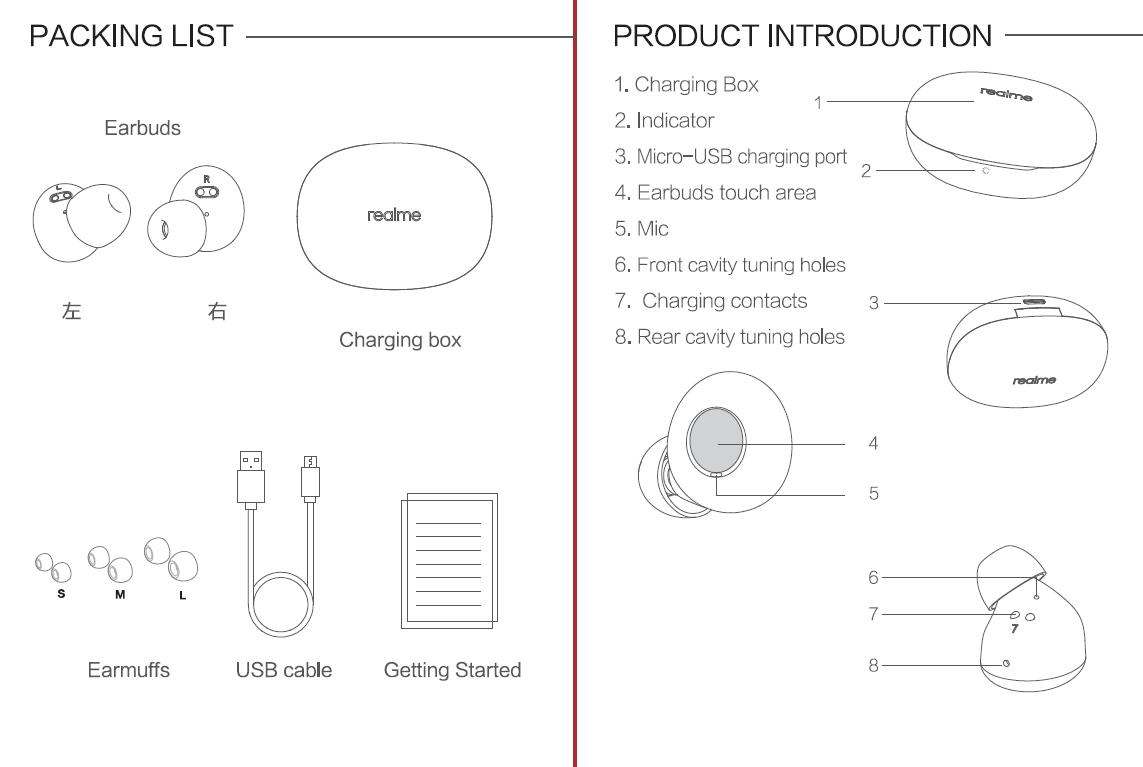 PACKING LIST
Earbuds
L
R
realme
左
右
Charging box
S
M
L
Earmuffs
USB cable
Getting Started
PRODUCT INTRODUCTION
1. Charging Box
2. Indicator
3. Micro-USB charging port
4. Earbuds touch area
5. Mic
6. Front cavity tuning holes
7. Charging contacts
8. Rear cavity tuning holes
1
realme
2
3
realme
4
5
6
7
7
8